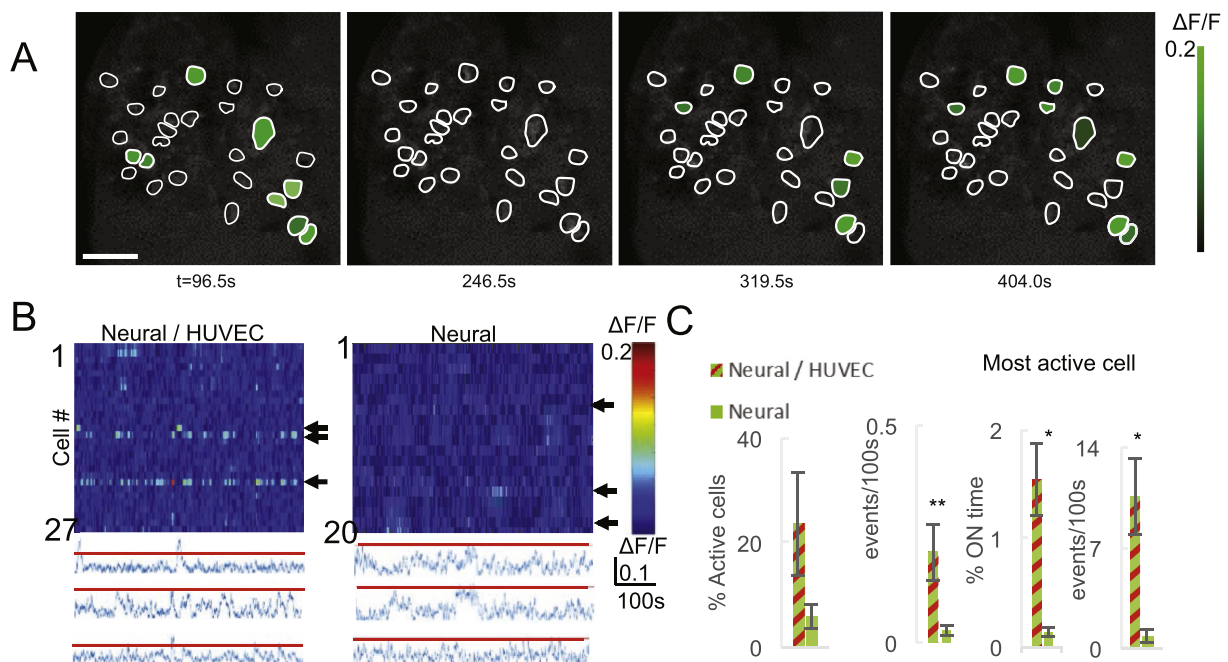 A
ΔF/F
0.2
t=96.5s
246.5s
319.5s
404.0s
B
Neural / HUVEC
Neural
ΔF/F
0.2
1
27
Cell #
1
20
ΔF/F
0.1
100s
C
Neural / HUVEC
Neural
Most active cell
% Active cells
40
20
0
events/100s
0.5
0
**
% ON time
2
1
0
*
events/100s
14
7
0
*